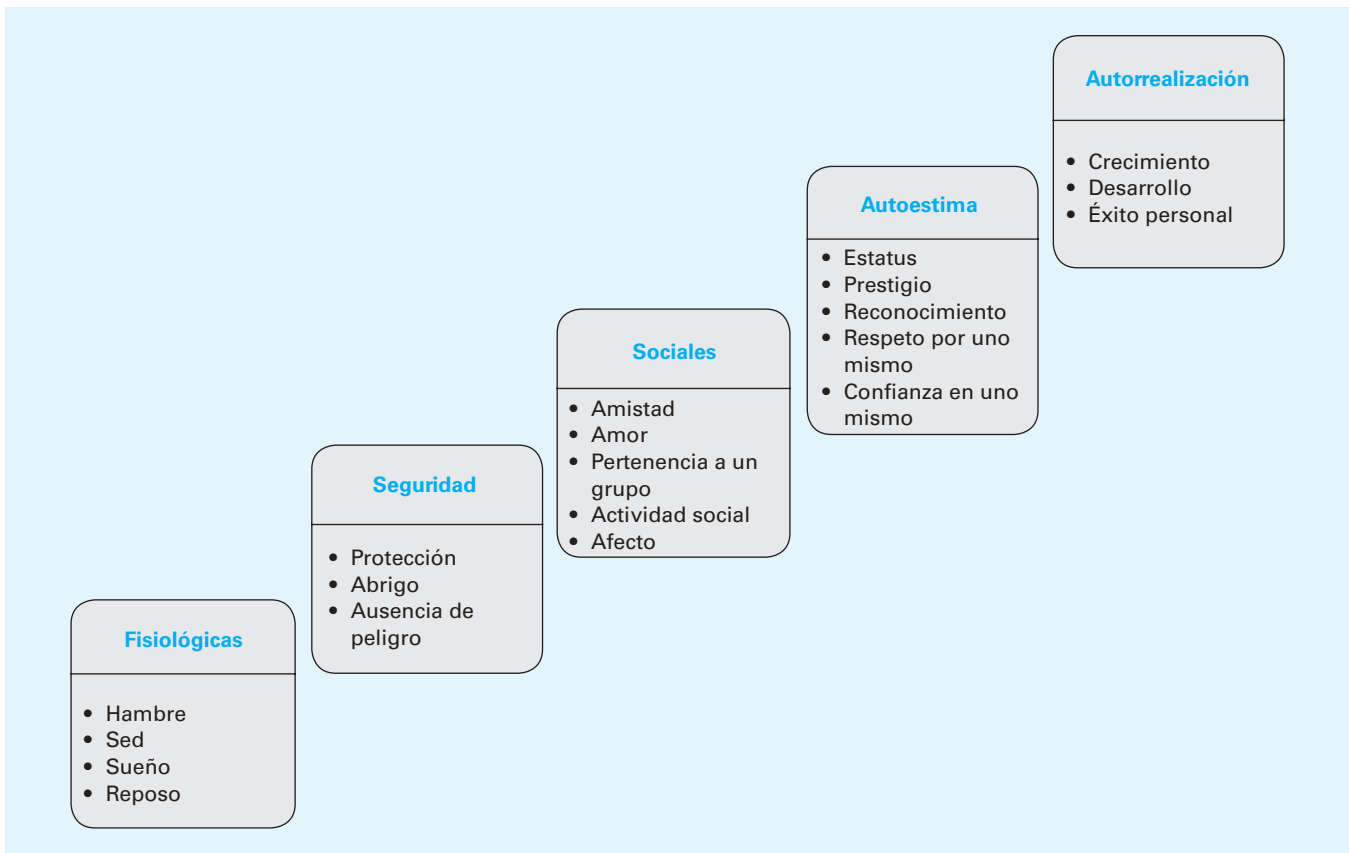 Autorrealización
• Crecimiento
• Desarrollo
• Éxito personal
Autoestima
• Estatus
• Prestigio
• Reconocimiento
• Respeto por uno
mismo
• Confianza en uno
mismo
Sociales
• Amistad
• Amor
• Pertenencia a un
grupo
• Actividad social
• Afecto
Seguridad
• Protección
• Abrigo
• Ausencia de
peligro
Fisiológicas
• Hambre
• Sed
• Sueño
• Reposo